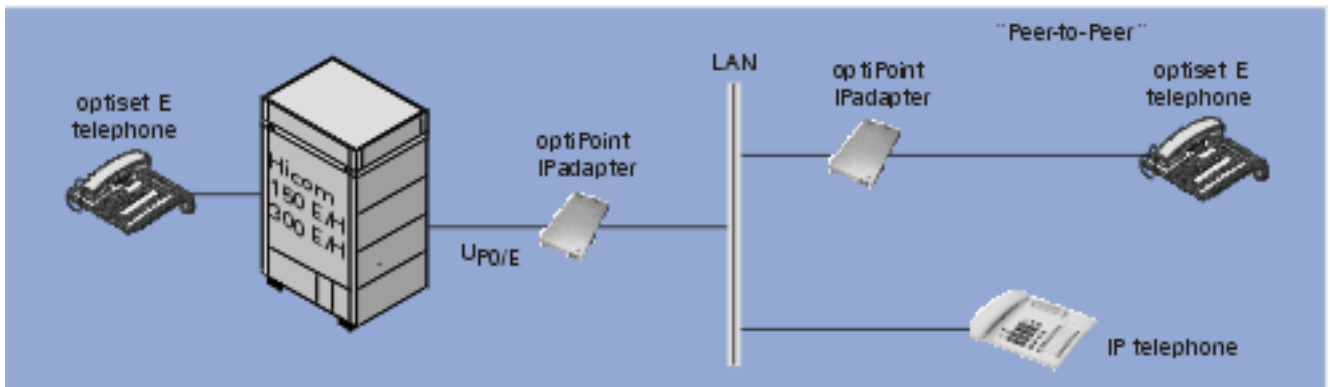 ¨Peer-to-Peer¨
LAN
optiPoint
IPadapter
optiset E
telephone
optiset E
telephone
optiPoint
IPadapter
Hicom
150 E/H
300 E/H
UP0/E
IP telephone